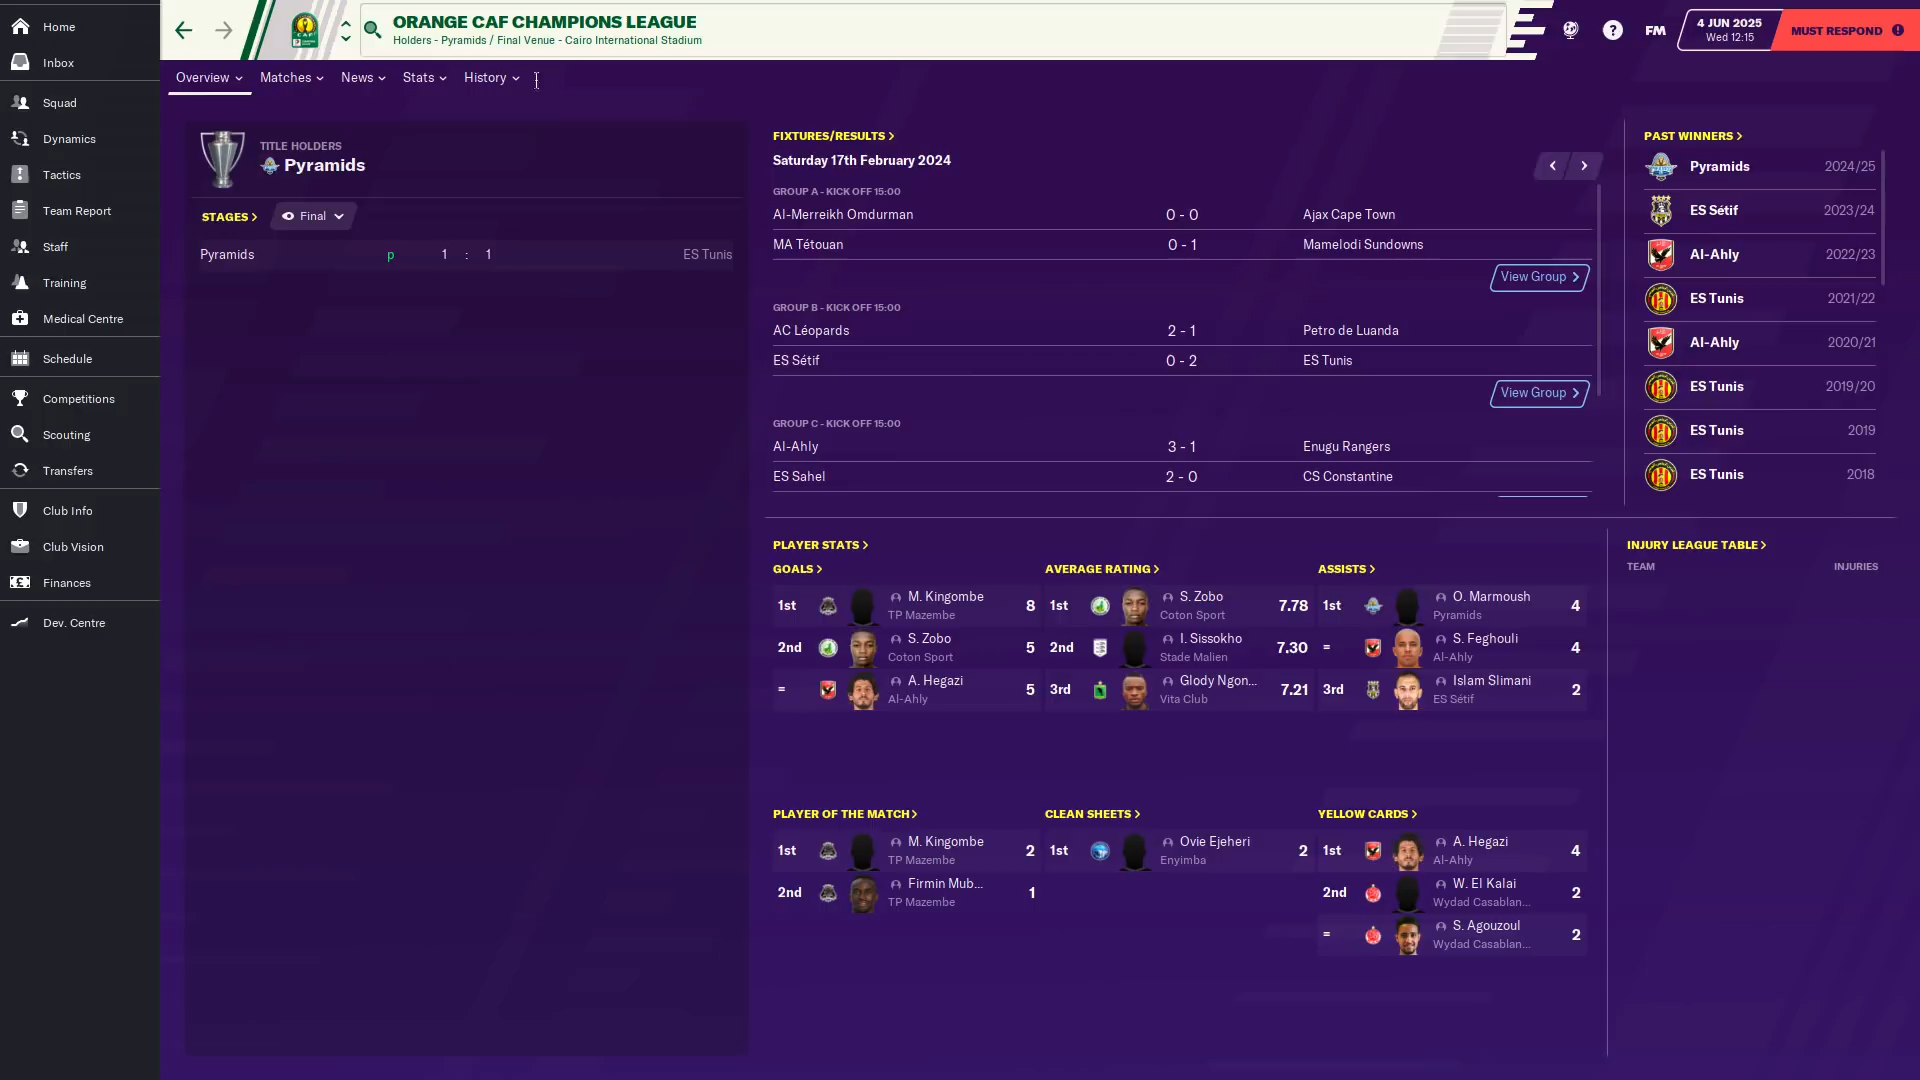 Home
Inbox
Squad
Dynamics
Tactics
Team Report
Staff
Training
Medical Centre
Schedule
Competitions
Scouting
Transfers
Club Info
Club Vision
Finances
Dev. Centre
ORANGE CAF CHAMPIONS LEAGUE
Holders - Pyramids / Final Venue - Cairo International Stadium
FM
4 JUN 2025
Wed 12:15
MUST RESPOND
Overview Matches News Stats History
TITLE HOLDERS
Pyramids
STAGES > Final
Pyramids p 1 : 1 ES Tunis
FIXTURES/RESULTS >
Saturday 17th February 2024
GROUP A - KICK OFF 15:00
Al-Merreikh Omdurman 0 - 0 Ajax Cape Town
MA Tétouan 0 - 1 Mamelodi Sundowns
View Group >
GROUP B - KICK OFF 15:00
AC Léopards 2 - 1 Petro de Luanda
ES Sétif 0 - 2 ES Tunis
View Group >
GROUP C - KICK OFF 15:00
Al-Ahly 3 - 1 Enugu Rangers
ES Sahel 2 - 0 CS Constantine
PAST WINNERS >
Pyramids 2024/25
ES Sétif 2023/24
Al-Ahly 2022/23
ES Tunis 2021/22
Al-Ahly 2020/21
ES Tunis 2019/20
ES Tunis 2019
ES Tunis 2018
PLAYER STATS >
GOALS >
1st M. Kingombe 8
TP Mazembe
2nd S. Zobo 5
Coton Sport
= A. Hegazi 5
Al-Ahly
AVERAGE RATING >
1st S. Zobo 7.78
Coton Sport
2nd I. Sissokho 7.30
Stade Malien
3rd Glody Ngon... 7.21
Vita Club
ASSISTS >
1st O. Marmoush 4
Pyramids
= S. Feghouli 4
Al-Ahly
3rd Islam Slimani 2
ES Sétif
PLAYER OF THE MATCH >
1st M. Kingombe 2
TP Mazembe
2nd Firmin Mub... 1
TP Mazembe
CLEAN SHEETS >
1st Ovie Ejeheri 2
Enyimba
YELLOW CARDS >
1st A. Hegazi 4
Al-Ahly
2nd W. El Kalai 2
Wydad Casablan...
= S. Agouzoul 2
Wydad Casablan...
INJURY LEAGUE TABLE >
TEAM INJURIES